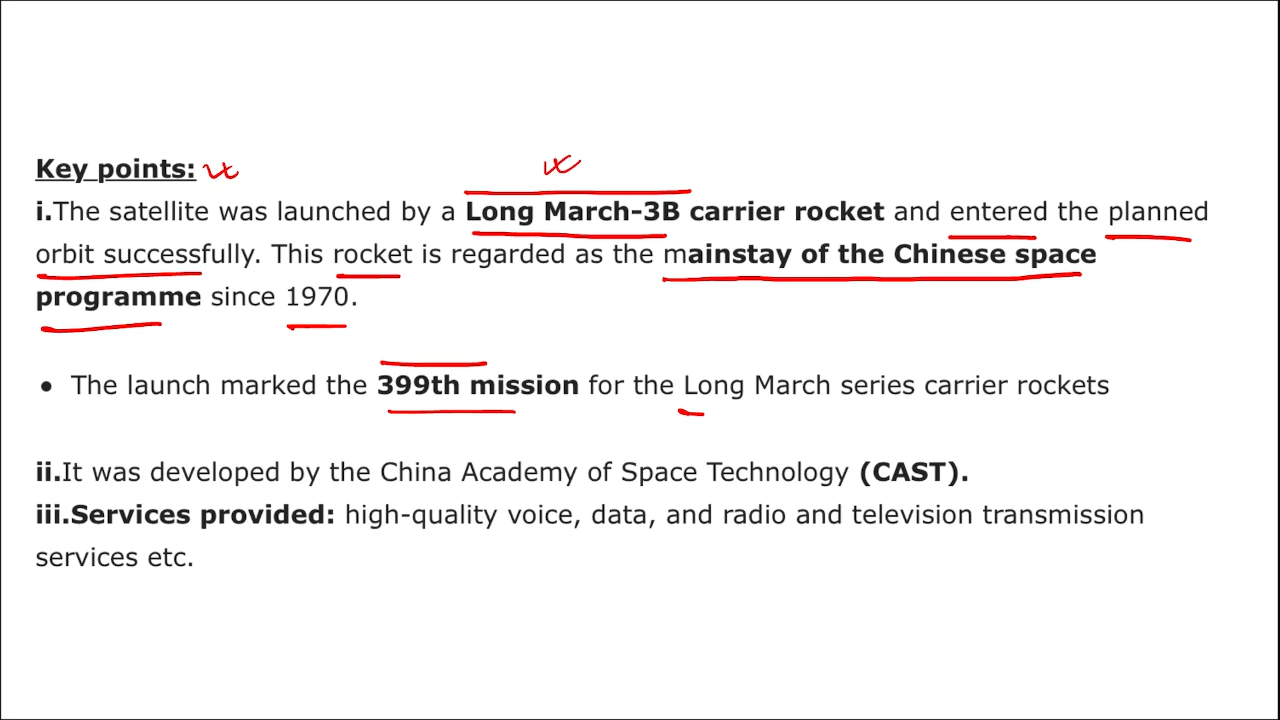 Key points:
i.The satellite was launched by a Long March-3B carrier rocket and entered the planned
orbit successfully. This rocket is regarded as the mainstay of the Chinese space
programme since 1970.
• The launch marked the 399th mission for the Long March series carrier rockets
ii.It was developed by the China Academy of Space Technology (CAST).
iii.Services provided: high-quality voice, data, and radio and television transmission
services etc.